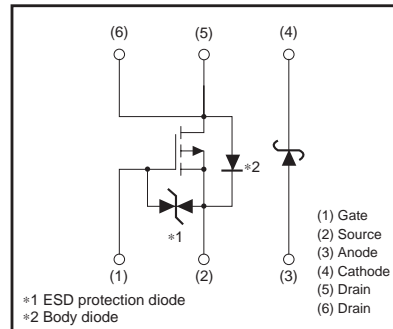 (6) (5) (4)
∗2
∗1
(1) Gate
(2) Source
(3) Anode
(4) Cathode
(5) Drain
(6) Drain
(1) (2) (3)
∗1 ESD protection diode
∗2 Body diode